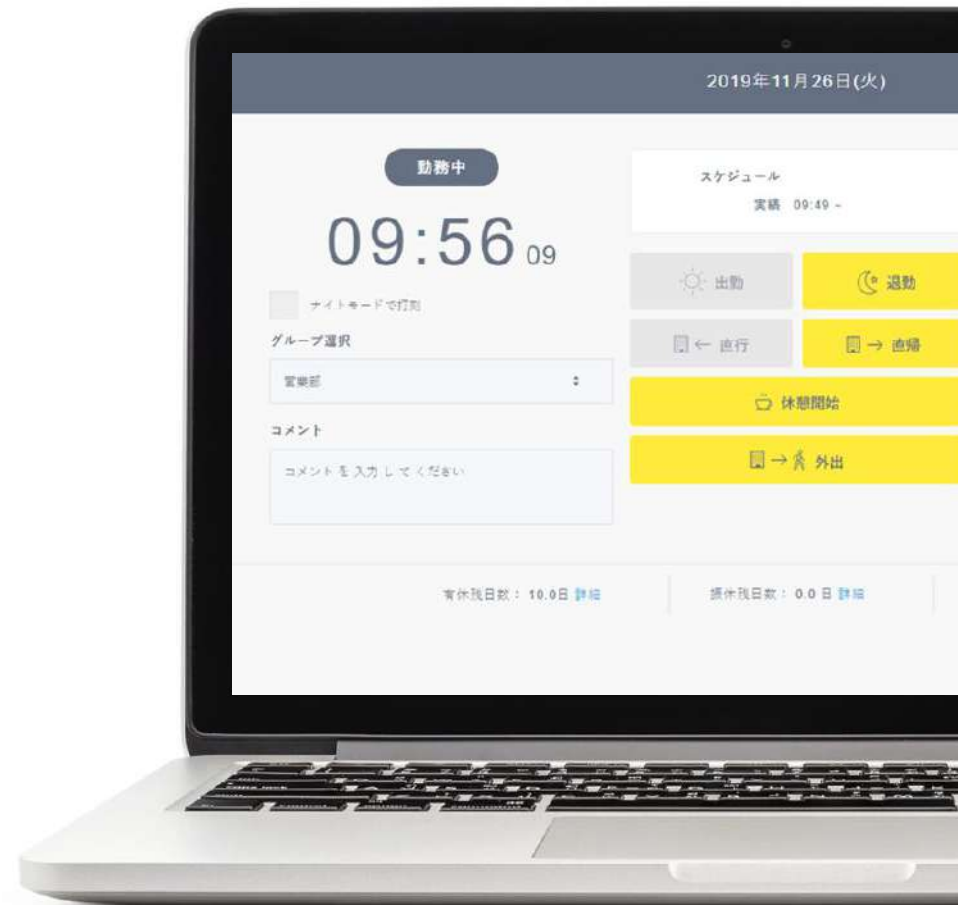 2019年11月26日(火)
勤務中
09:56 09
ナイトモードで打刻
グループ選択
営業部
コメント
コメントを入力してください
スケジュール
実績 09:49 ~
出勤
退勤
← 直行
→ 直帰
休憩開始
→ 外出
有休残日数： 10.0日 詳細
振休残日数： 0.0 日 詳細